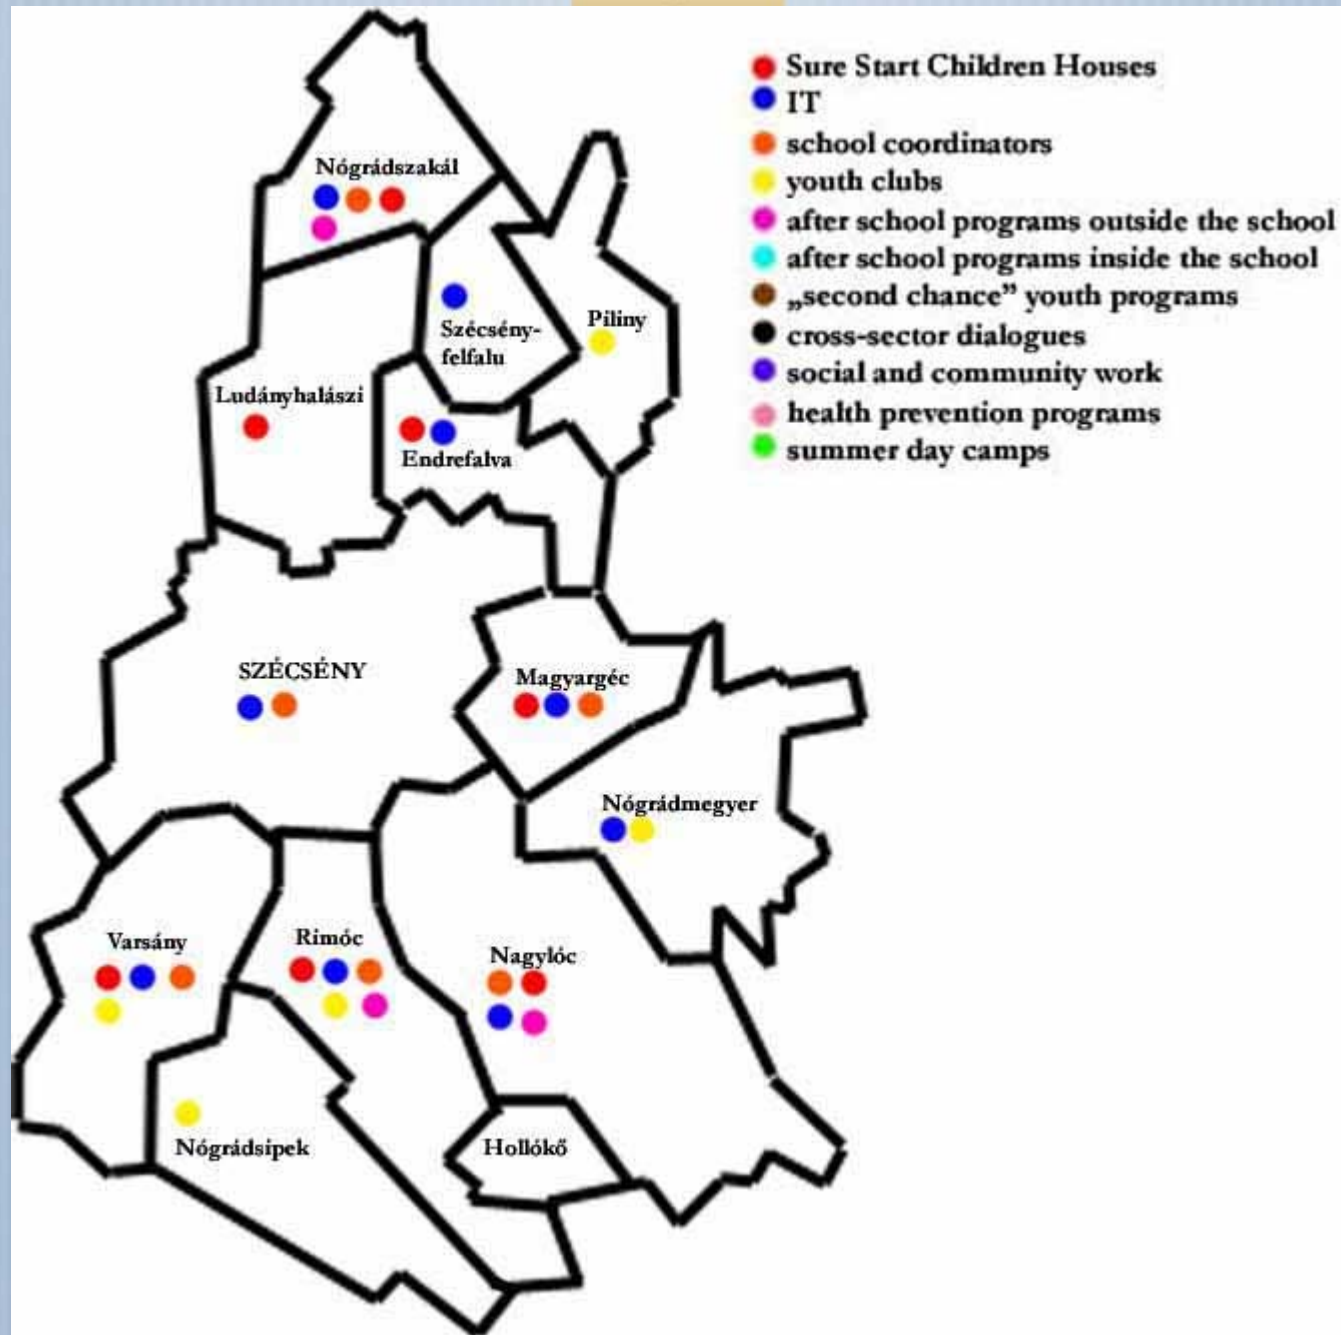 Sure Start Children Houses
IT
school coordinators
youth clubs
after school programs outside the school
after school programs inside the school
„second chance” youth programs
cross-sector dialogues
social and community work
health prevention programs
summer day camps
Nógrádszakál
Szécsény-
felfalu
Piliny
Ludányhalászi
Endrefalva
SZÉCSÉNY
Magyargéc
Nógrádmegyer
Varsány
Rimóc
Nagylóc
Nógrádsipek
Hollókő